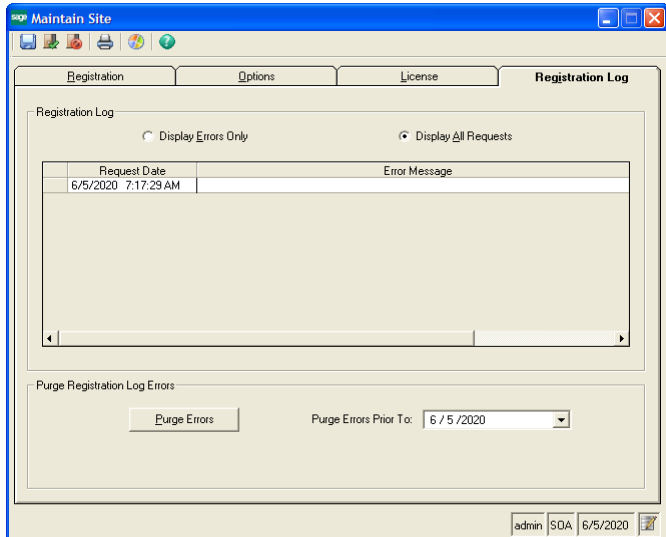 sage Maintain Site
Registration Options License Registration Log
Registration Log
Display Errors Only Display All Requests
Request Date Error Message
6/5/2020 7:17:29 AM
Purge Registration Log Errors
Purge Errors Purge Errors Prior To: 6 / 5 /2020
admin SOA 6/5/2020